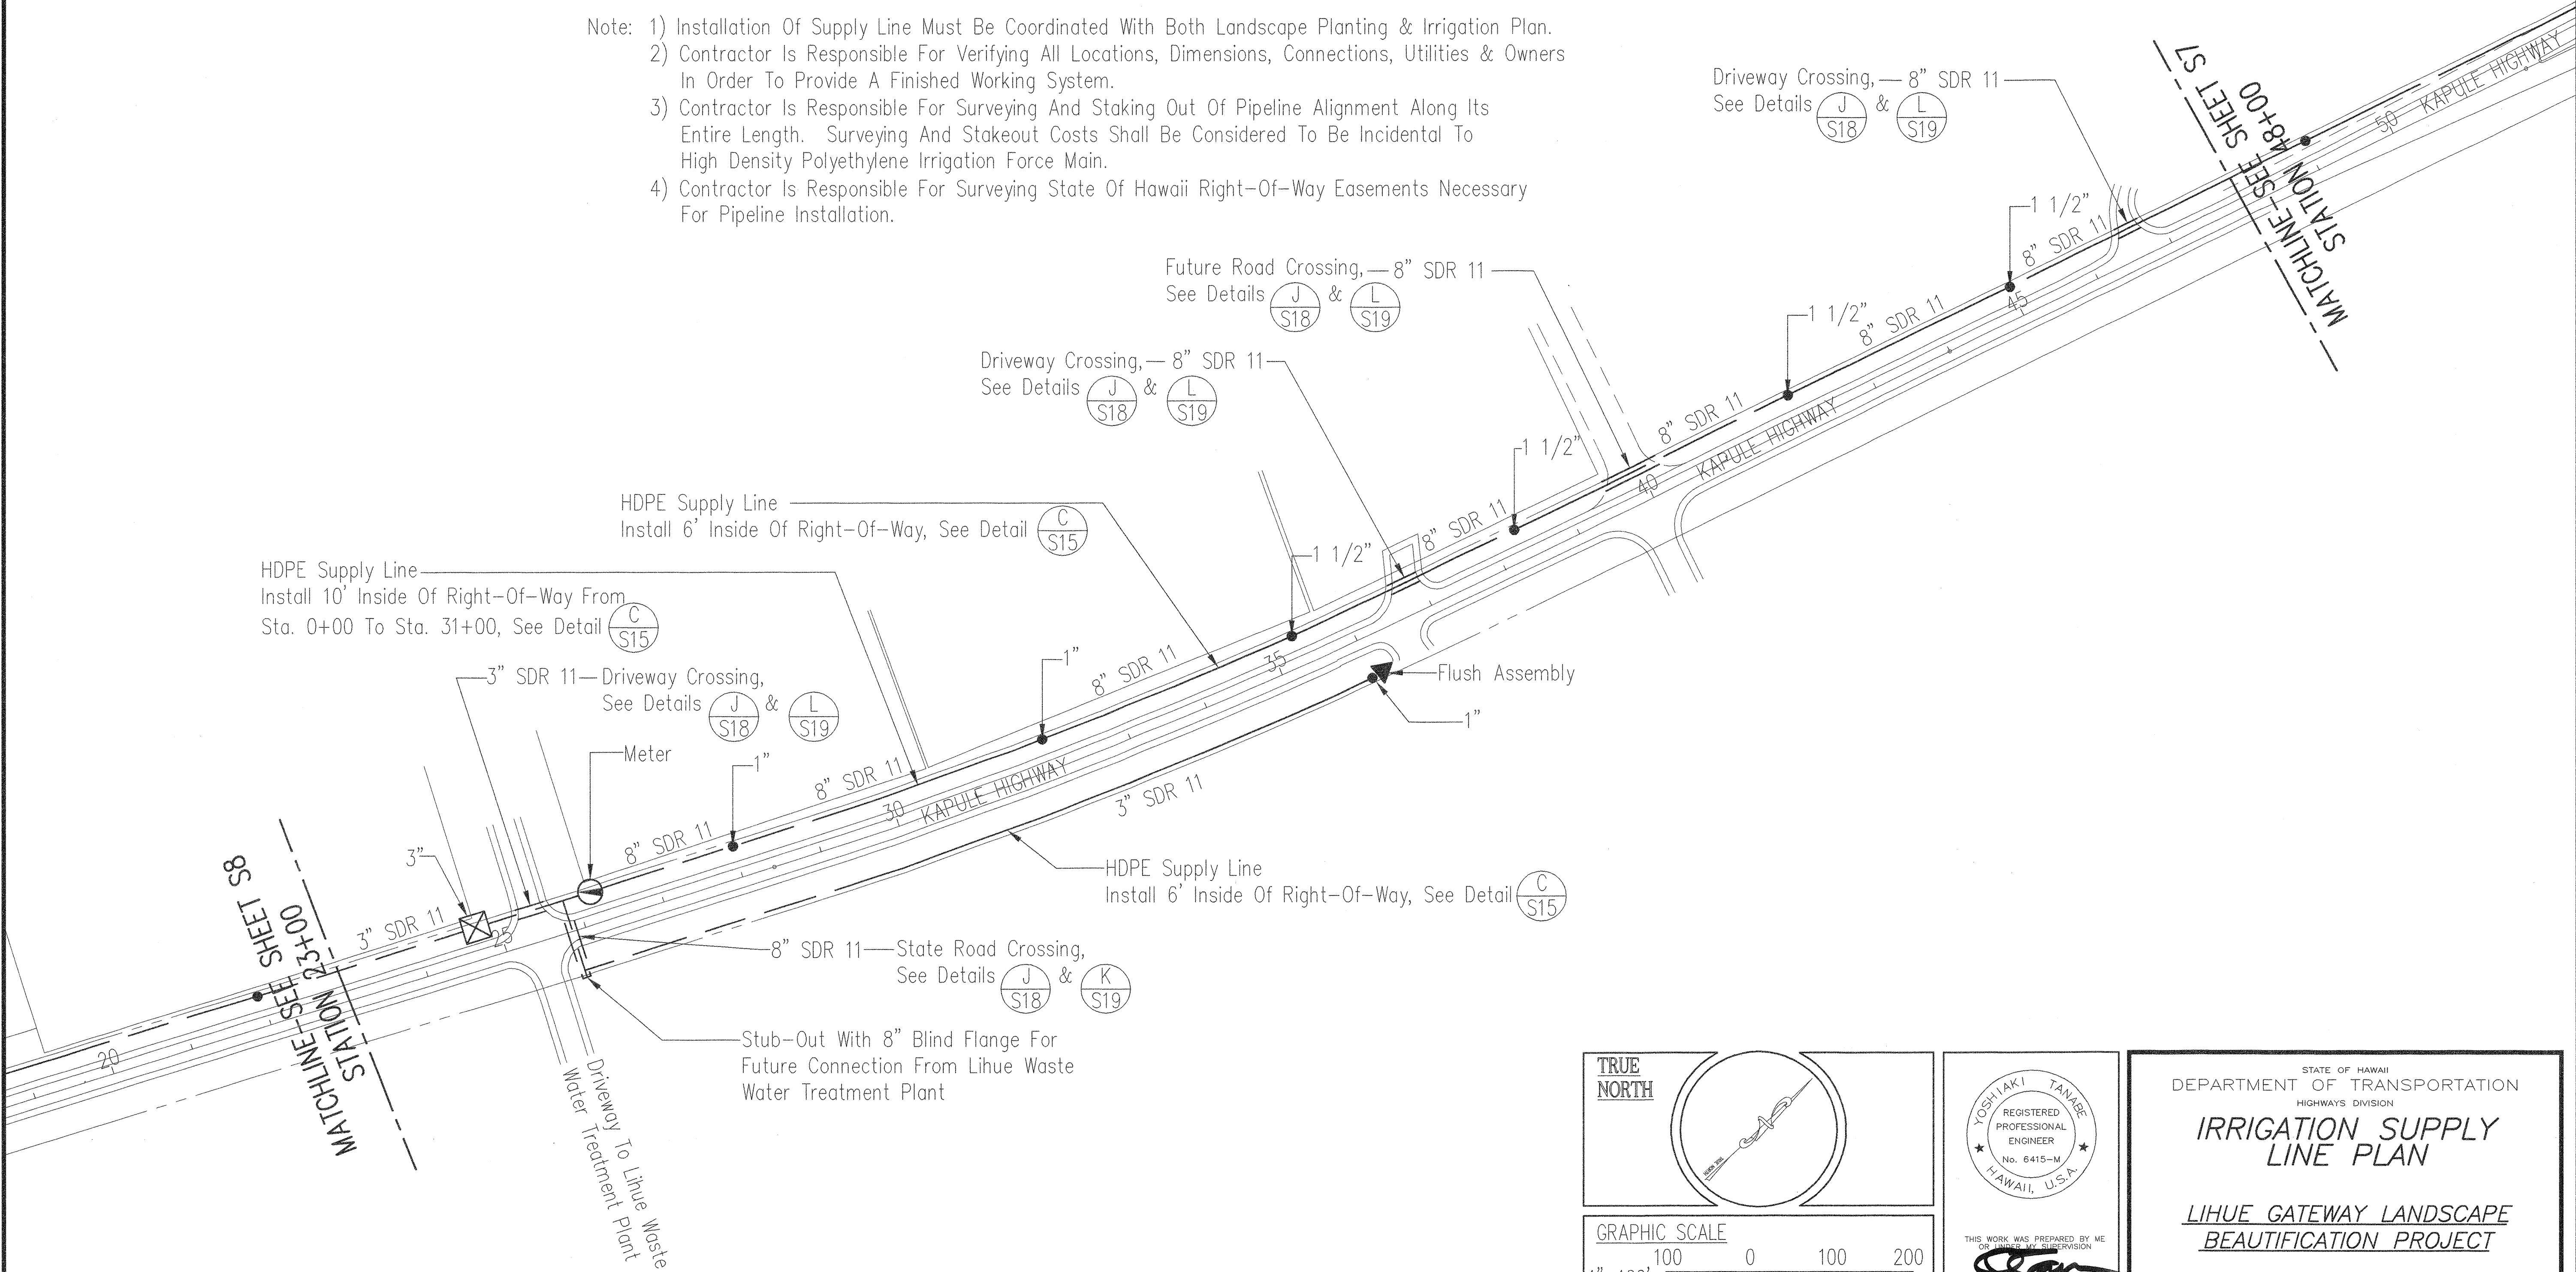 Note: 1) Installation Of Supply Line Must Be Coordinated With Both Landscape Planting & Irrigation Plan.
2) Contractor Is Responsible For Verifying All Locations, Dimensions, Connections, Utilities & Owners
In Order To Provide A Finished Working System.
3) Contractor Is Responsible For Surveying And Staking Out Of Pipeline Alignment Along Its
Entire Length. Surveying And Stakeout Costs Shall Be Considered To Be Incidental To
High Density Polyethylene Irrigation Force Main.
4) Contractor Is Responsible For Surveying State Of Hawaii Right-Of-Way Easements Necessary
For Pipeline Installation.
Driveway Crossing, 8" SDR 11
See Details J S18 & L S19
MATCHLINE-SEE SHEET S7
STATION 48+00
KAPULE HIGHWAY
50
1 1/2"
8" SDR 11
45
Future Road Crossing, 8" SDR 11
See Details J S18 & L S19
1 1/2"
8" SDR 11
Driveway Crossing, 8" SDR 11
See Details J S18 & L S19
8" SDR 11
KAPULE HIGHWAY
40
1 1/2"
8" SDR 11
HDPE Supply Line
Install 6' Inside Of Right-Of-Way, See Detail C S15
1 1/2"
HDPE Supply Line
Install 10' Inside Of Right-Of-Way From
Sta. 0+00 To Sta. 31+00, See Detail C S15
1"
8" SDR 11
35
Flush Assembly
1"
3" SDR 11 Driveway Crossing,
See Details J S18 & L S19
Meter
1"
8" SDR 11
30
KAPULE HIGHWAY
3" SDR 11
8" SDR 11
3"
3" SDR 11
25
HDPE Supply Line
Install 6' Inside Of Right-Of-Way, See Detail C S15
8" SDR 11 State Road Crossing,
See Details J S18 & K S19
MATCHLINE-SEE SHEET S8
STATION 23+00
20
Stub-Out With 8" Blind Flange For
Future Connection From Lihue Waste
Water Treatment Plant
Driveway To Lihue Waste
Water Treatment Plant
TRUE
NORTH
TRUE NORTH
GRAPHIC SCALE
100 0 100 200
YOSHIAKI TANABE
REGISTERED
PROFESSIONAL
ENGINEER
No. 6415-M
HAWAII, U.S.A.
THIS WORK WAS PREPARED BY ME
OR UNDER MY SUPERVISION
STATE OF HAWAII
DEPARTMENT OF TRANSPORTATION
HIGHWAYS DIVISION
IRRIGATION SUPPLY
LINE PLAN
LIHUE GATEWAY LANDSCAPE
BEAUTIFICATION PROJECT